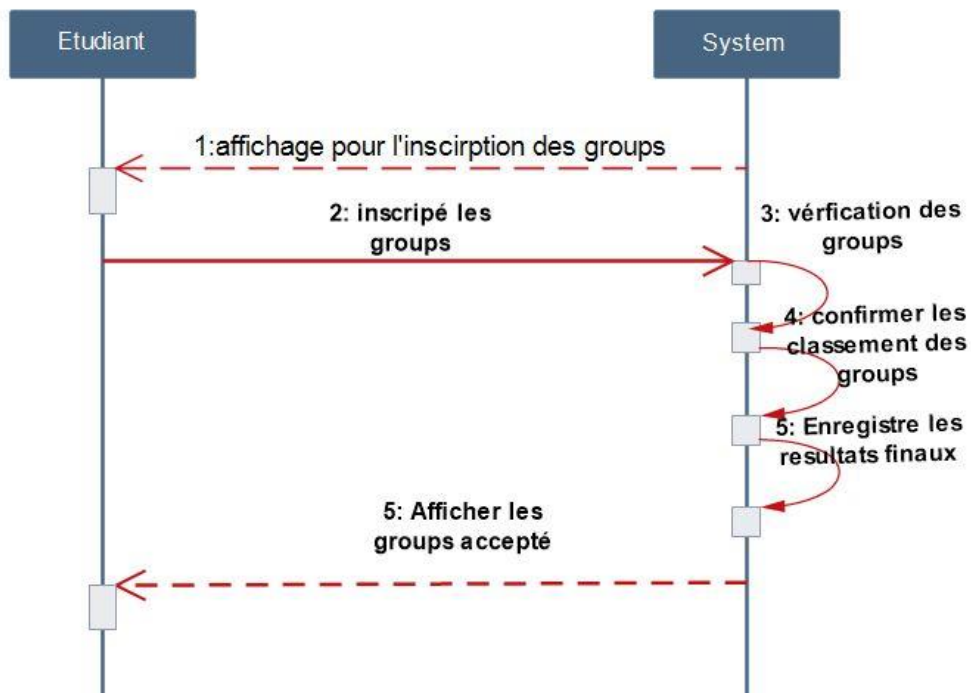 Etudiant
System
1:affichage pour l'inscirption des groups
2: inscripé les
groups
3: vérfication des
groups
4: confirmer les
classement des
groups
5: Enregistre les
resultats finaux
5: Afficher les
groups accepté